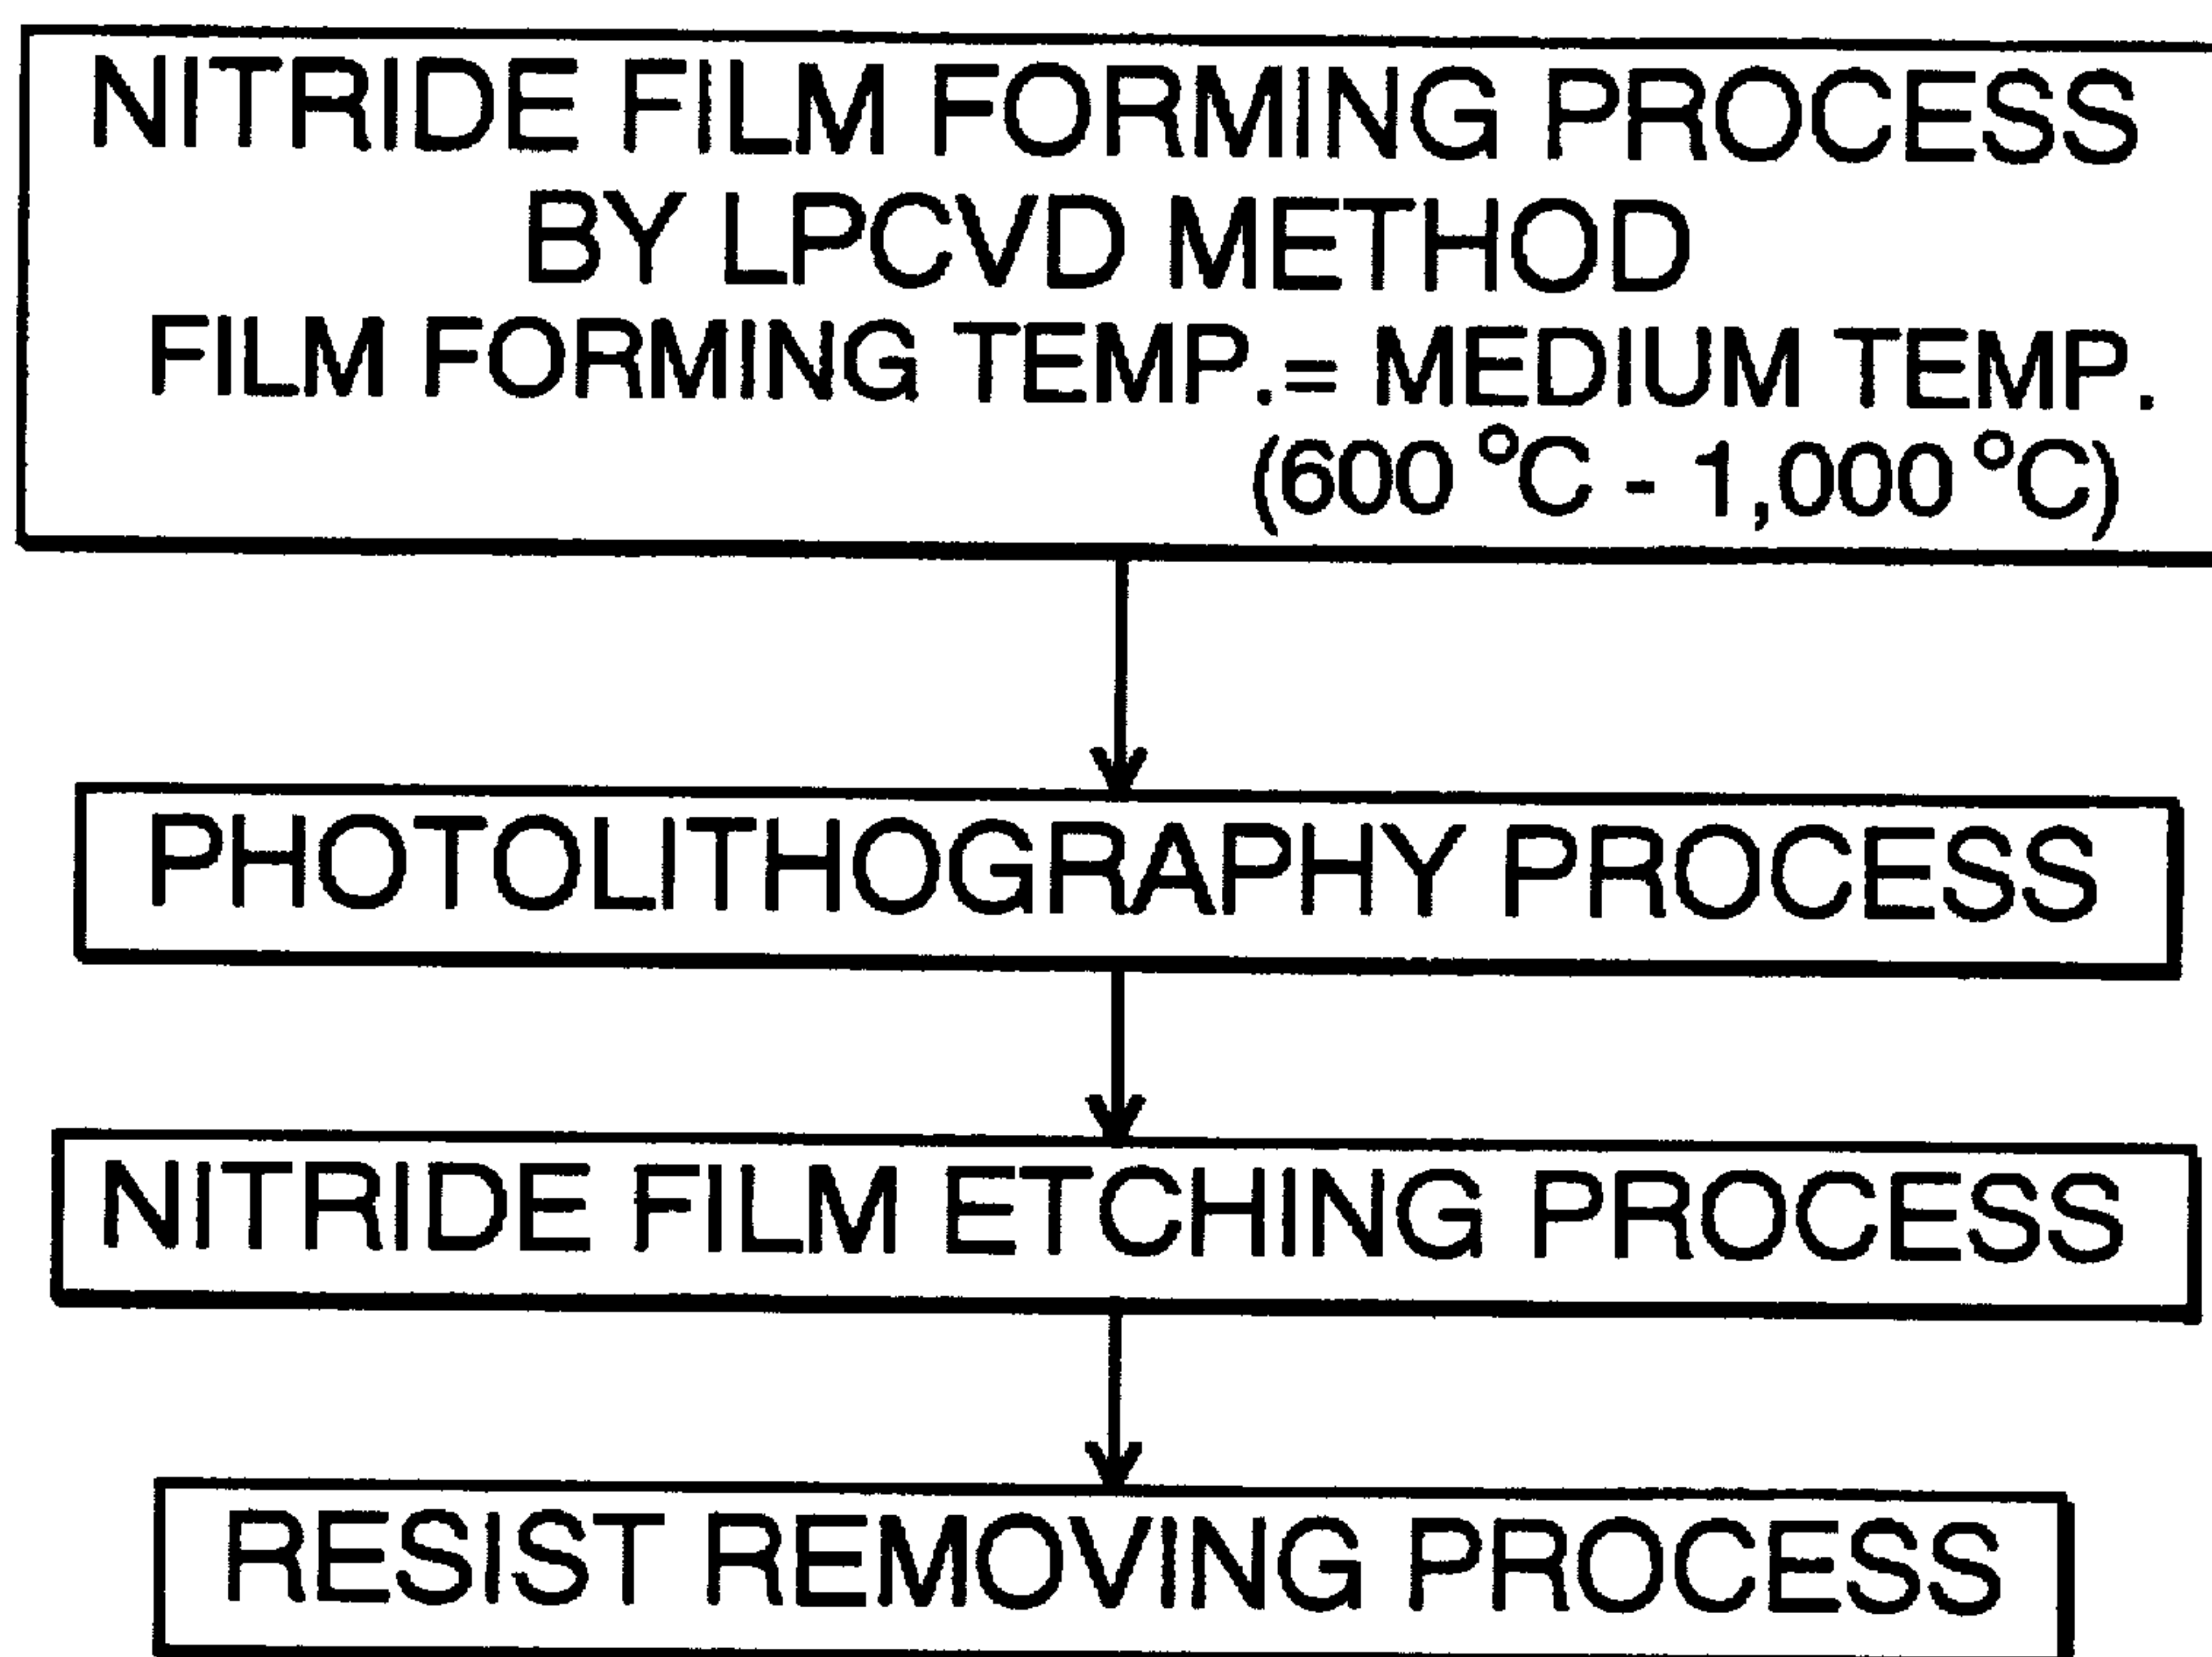 NITRIDE FILM FORMING PROCESS
BY LPCVD METHOD
FILM FORMING TEMP.= MEDIUM TEMP.
(600 °C - 1,000 °C)
PHOTOLITHOGRAPHY PROCESS
NITRIDE FILM ETCHING PROCESS
RESIST REMOVING PROCESS